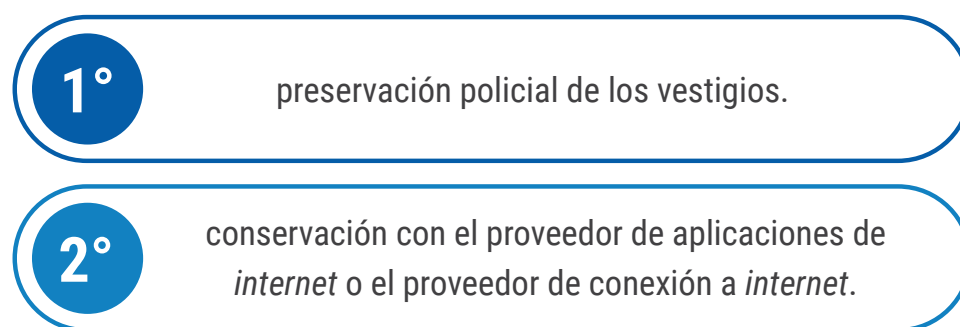 1°
preservación policial de los vestigios.
2°
conservación con el proveedor de aplicaciones de
internet o el proveedor de conexión a internet.